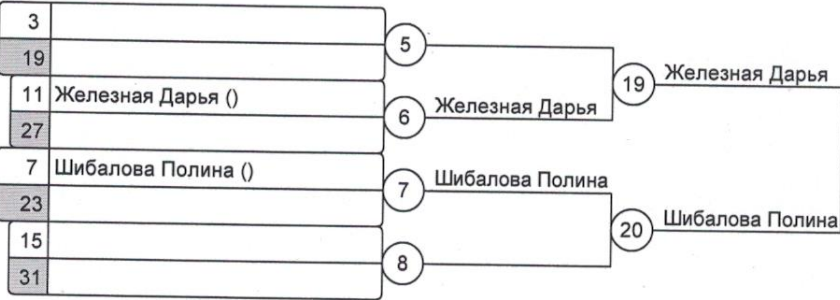 3
19
5
11 Железная Дарья ()
27
6
Железная Дарья
19
Железная Дарья
7 Шибалова Полина ()
23
7
Шибалова Полина
15
31
8
20
Шибалова Полина